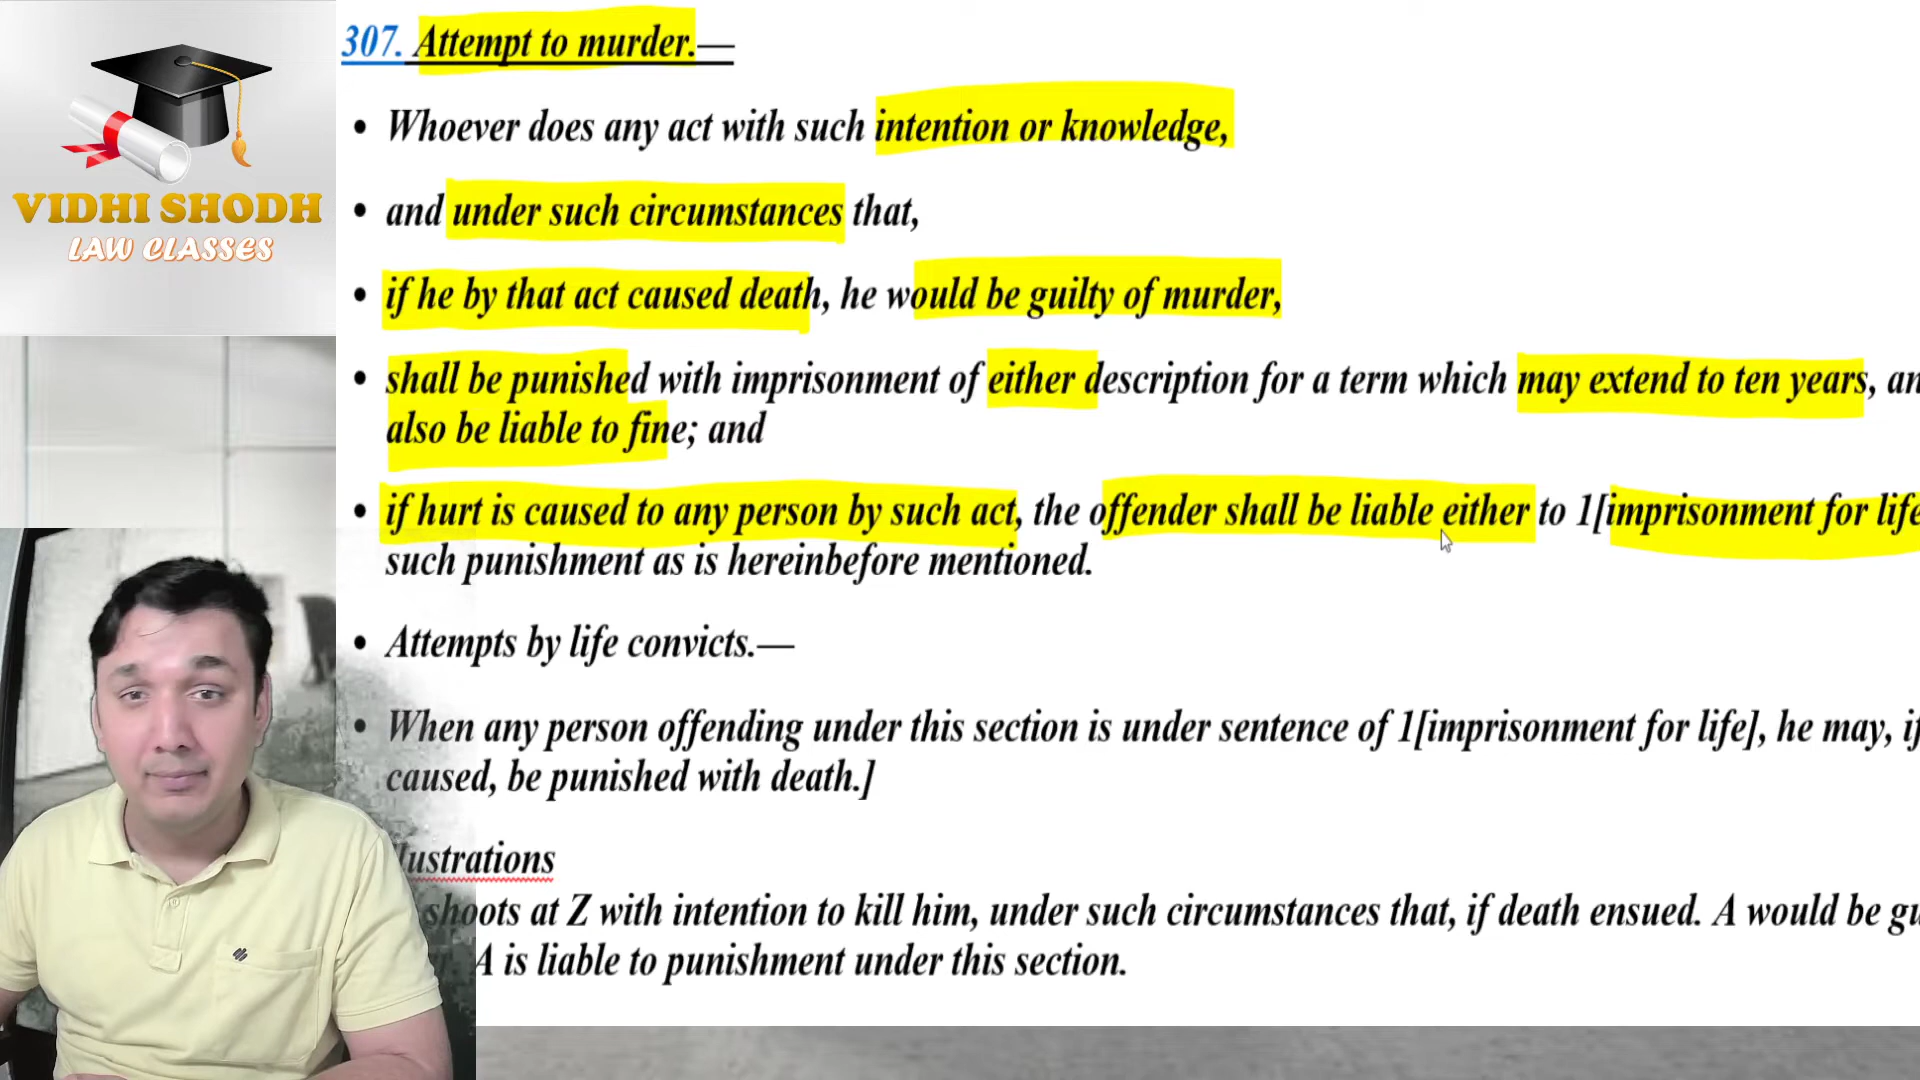 VIDHI SHODH
LAW CLASSES
307. Attempt to murder.—
• Whoever does any act with such intention or knowledge,
• and under such circumstances that,
• if he by that act caused death, he would be guilty of murder,
• shall be punished with imprisonment of either description for a term which may extend to ten years, an
also be liable to fine; and
• if hurt is caused to any person by such act, the offender shall be liable either to 1[imprisonment for life
such punishment as is hereinbefore mentioned.
• Attempts by life convicts.—
• When any person offending under this section is under sentence of 1[imprisonment for life], he may, if
caused, be punished with death.]
lustrations
shoots at Z with intention to kill him, under such circumstances that, if death ensued. A would be gu
A is liable to punishment under this section.